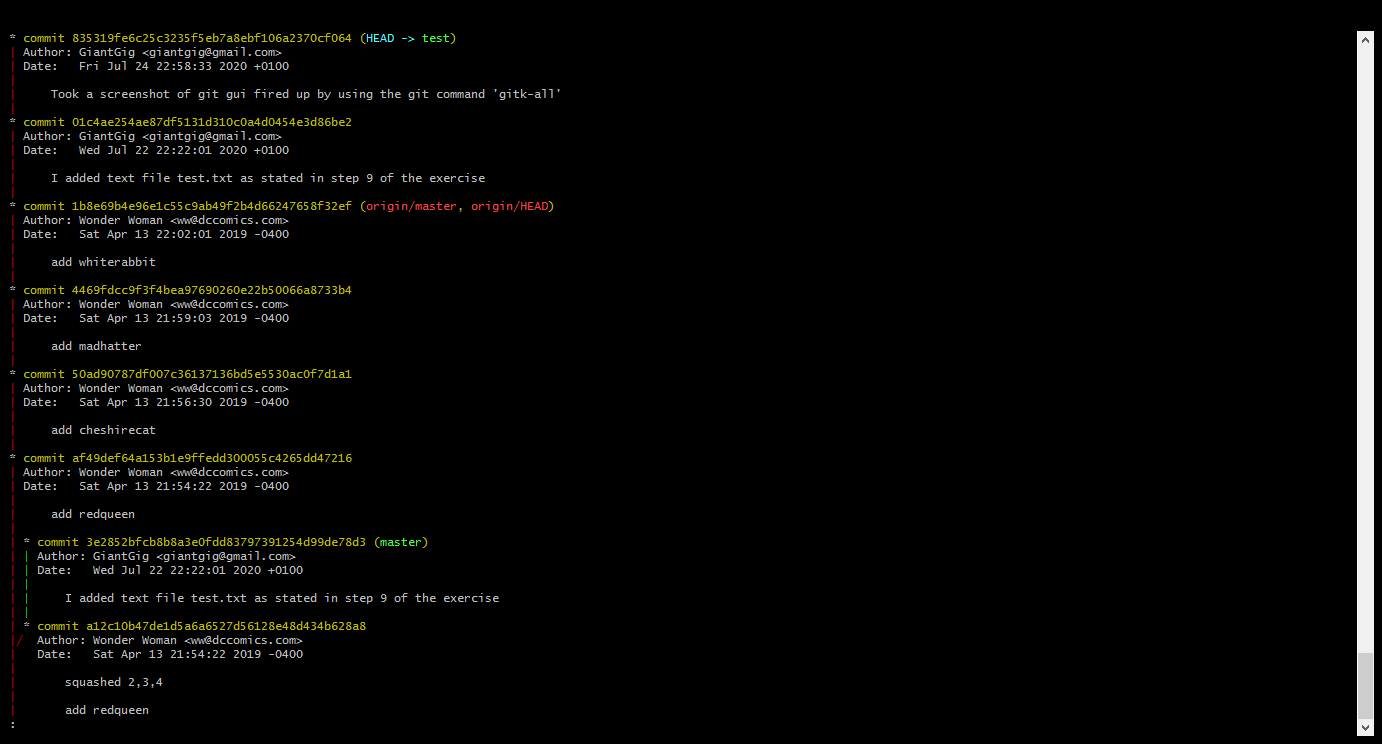 * commit 835319fe6c25c3235f5eb7a8ebf106a2370cf064 (HEAD -> test)
| Author: GiantGig <giantgig@gmail.com>
| Date:   Fri Jul 24 22:58:33 2020 +0100
|
|     Took a screenshot of git gui fired up by using the git command 'gitk-all'
|
* commit 01c4ae254ae87df5131d310c0a4d0454e3d86be2
| Author: GiantGig <giantgig@gmail.com>
| Date:   Wed Jul 22 22:22:01 2020 +0100
|
|     I added text file test.txt as stated in step 9 of the exercise
|
* commit 1b8e69b4e96e1c55c9ab49f2b4d66247658f32ef (origin/master, origin/HEAD)
| Author: Wonder Woman <ww@dccomics.com>
| Date:   Sat Apr 13 22:02:01 2019 -0400
|
|     add whiterabbit
|
* commit 4469fdcc9f3f4bea97690260e22b50066a8733b4
| Author: Wonder Woman <ww@dccomics.com>
| Date:   Sat Apr 13 21:59:03 2019 -0400
|
|     add madhatter
|
* commit 50ad90787df007c36137136bd5e5530ac0f7d1a1
| Author: Wonder Woman <ww@dccomics.com>
| Date:   Sat Apr 13 21:56:30 2019 -0400
|
|     add cheshirecat
|
* commit af49def64a153b1e9ffedd300055c4265dd47216
| Author: Wonder Woman <ww@dccomics.com>
| Date:   Sat Apr 13 21:54:22 2019 -0400
|
|     add redqueen
|
| * commit 3e2852bfcb8b8a3e0fdd83797391254d99de78d3 (master)
| | Author: GiantGig <giantgig@gmail.com>
| | Date:   Wed Jul 22 22:22:01 2020 +0100
| |
| |     I added text file test.txt as stated in step 9 of the exercise
| |
| * commit a12c10b47de1d5a6a6527d56128e48d434b628a8
|/  Author: Wonder Woman <ww@dccomics.com>
|   Date:   Sat Apr 13 21:54:22 2019 -0400
|
|       squashed 2,3,4
|
|       add redqueen
: